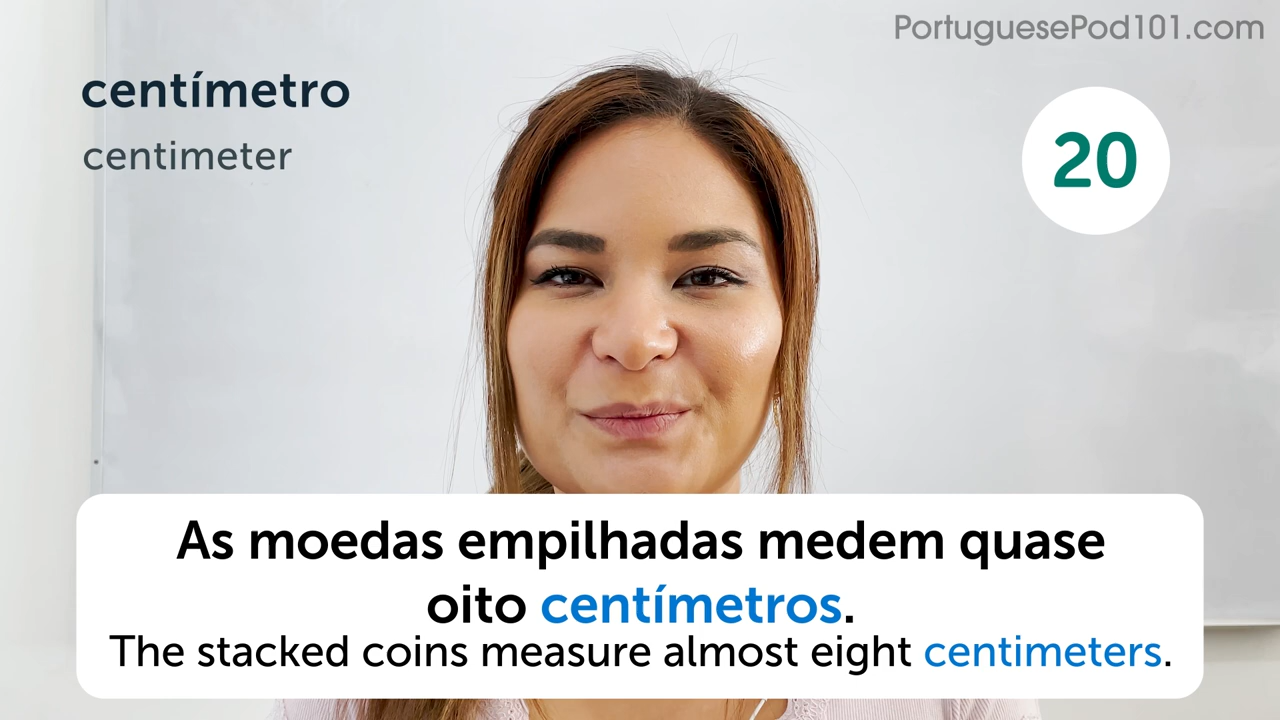 PortuguesePod101.com
centímetro
centimeter
20
As moedas empilhadas medem quase
oito centímetros.
The stacked coins measure almost eight centimeters.